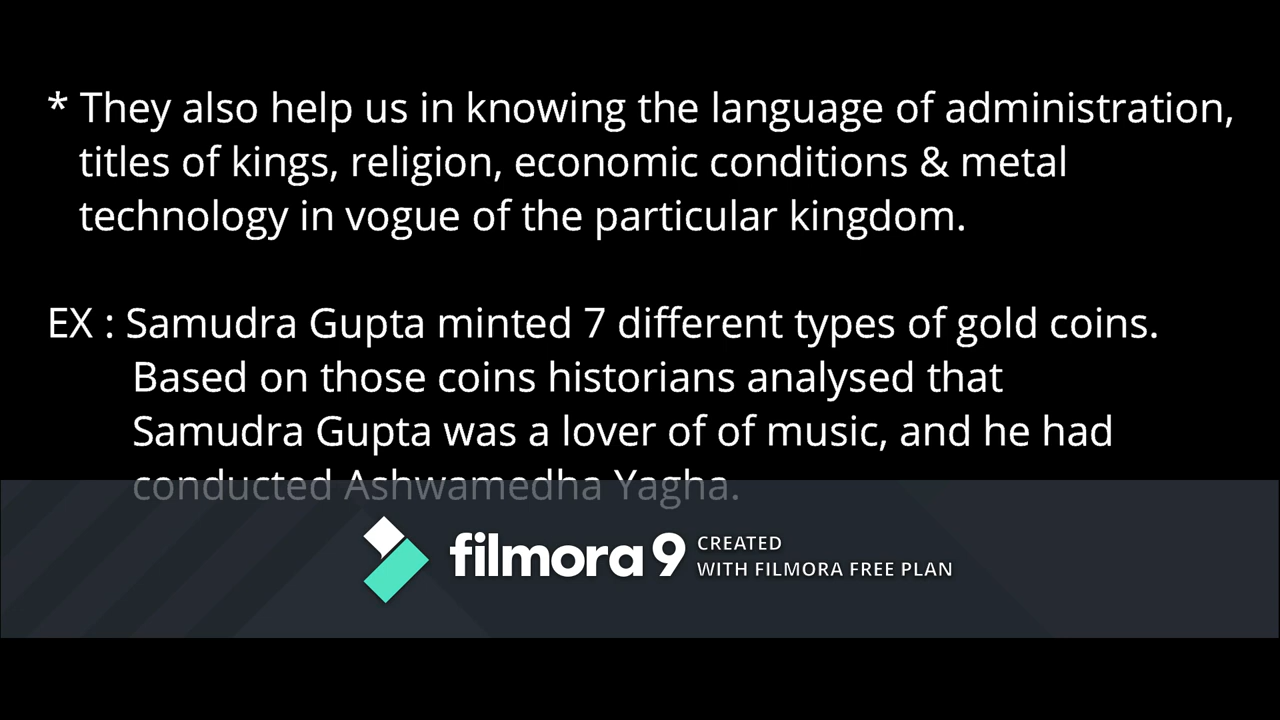 * They also help us in knowing the language of administration,
titles of kings, religion, economic conditions & metal
technology in vogue of the particular kingdom.
EX : Samudra Gupta minted 7 different types of gold coins.
Based on those coins historians analysed that
Samudra Gupta was a lover of of music, and he had
conducted Ashwamedha Yagha.
filmora 9 CREATED
WITH FILMORA FREE PLAN